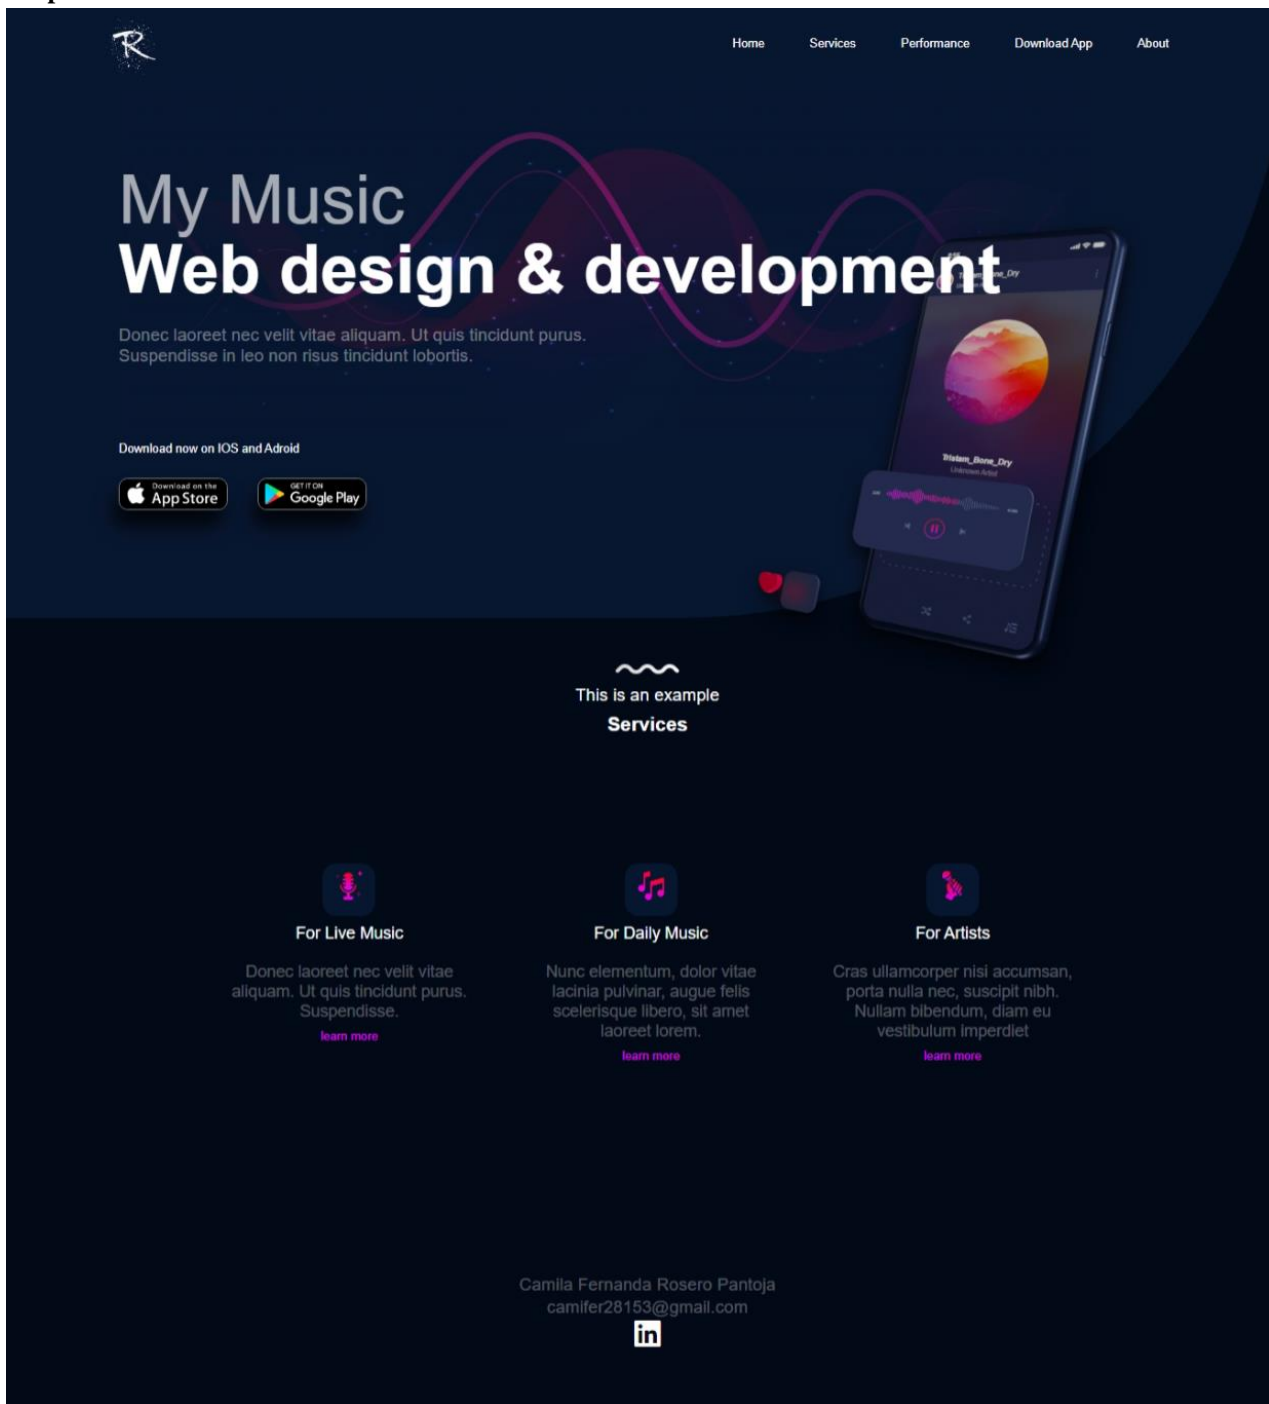 Home Services Performance Download App About
My Music
Web design & development
Donec laoreet nec velit vitae aliquam. Ut quis tincidunt purus.
Suspendisse in leo non risus tincidunt lobortis.
Tristam_Bone_Dry
Unknown Artist
Download now on IOS and Adroid
Download on the
App Store
GET IT ON
Google Play
This is an example
Services
For Live Music
Donec laoreet nec velit vitae
aliquam. Ut quis tincidunt purus.
Suspendisse.
learn more
For Daily Music
Nunc elementum, dolor vitae
lacinia pulvinar, augue felis
scelerisque libero, sit amet
laoreet lorem.
learn more
For Artists
Cras ullamcorper nisi accumsan,
porta nulla nec, suscipit nibh.
Nullam bibendum, diam eu
vestibulum imperdiet
learn more
Camila Fernanda Rosero Pantoja
camifer28153@gmail.com
in